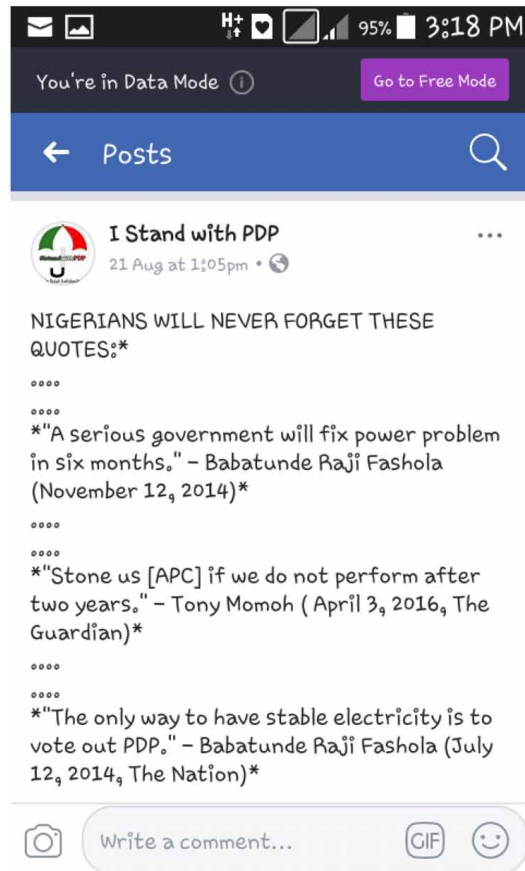 H+ 95% 3:18 PM
You're in Data Mode
Go to Free Mode
Posts
I Stand with PDP
21 Aug at 1:05pm •
NIGERIANS WILL NEVER FORGET THESE
QUOTES:*
....
....
*"A serious government will fix power problem
in six months." - Babatunde Raji Fashola
(November 12, 2014)*
....
....
*"Stone us [APC] if we do not perform after
two years." - Tony Momoh ( April 3, 2016, The
Guardian)*
....
....
*"The only way to have stable electricity is to
vote out PDP." - Babatunde Raji Fashola (July
12, 2014, The Nation)*
Write a comment...
GIF